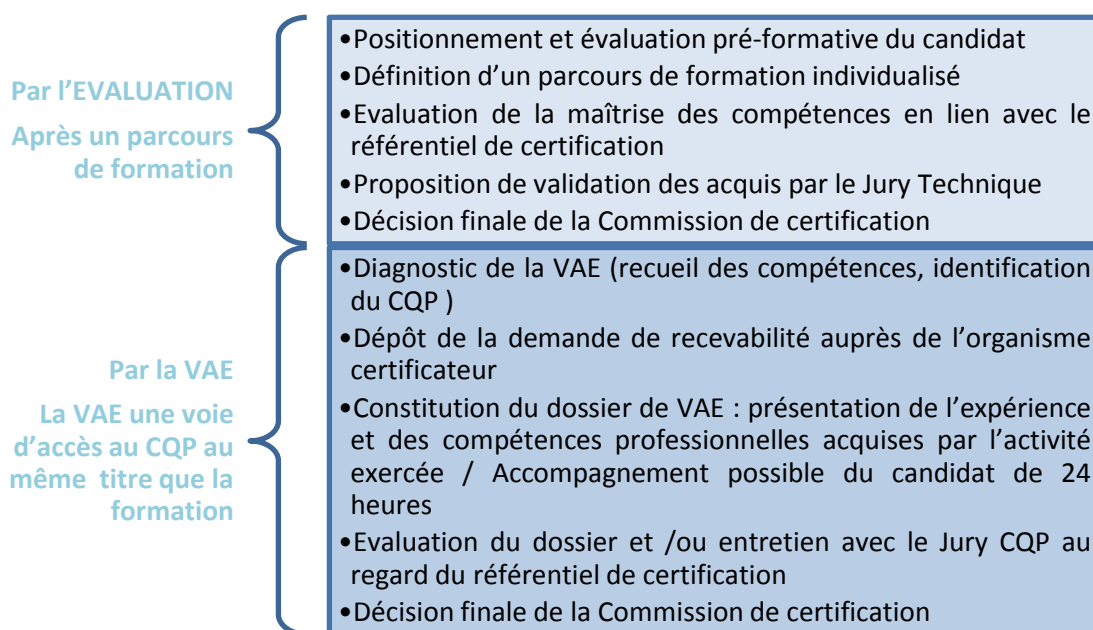 Par l'EVALUATION
Après un parcours
de formation
•Positionnement et évaluation pré-formative du candidat
•Définition d'un parcours de formation individualisé
•Evaluation de la maîtrise des compétences en lien avec le
référentiel de certification
•Proposition de validation des acquis par le Jury Technique
•Décision finale de la Commission de certification
Par la VAE
La VAE une voie
d'accès au CQP au
même titre que la
formation
•Diagnostic de la VAE (recueil des compétences, identification
du CQP )
•Dépôt de la demande de recevabilité auprès de l'organisme
certificateur
•Constitution du dossier de VAE : présentation de l'expérience
et des compétences professionnelles acquises par l'activité
exercée / Accompagnement possible du candidat de 24
heures
•Evaluation du dossier et /ou entretien avec le Jury CQP au
regard du référentiel de certification
•Décision finale de la Commission de certification